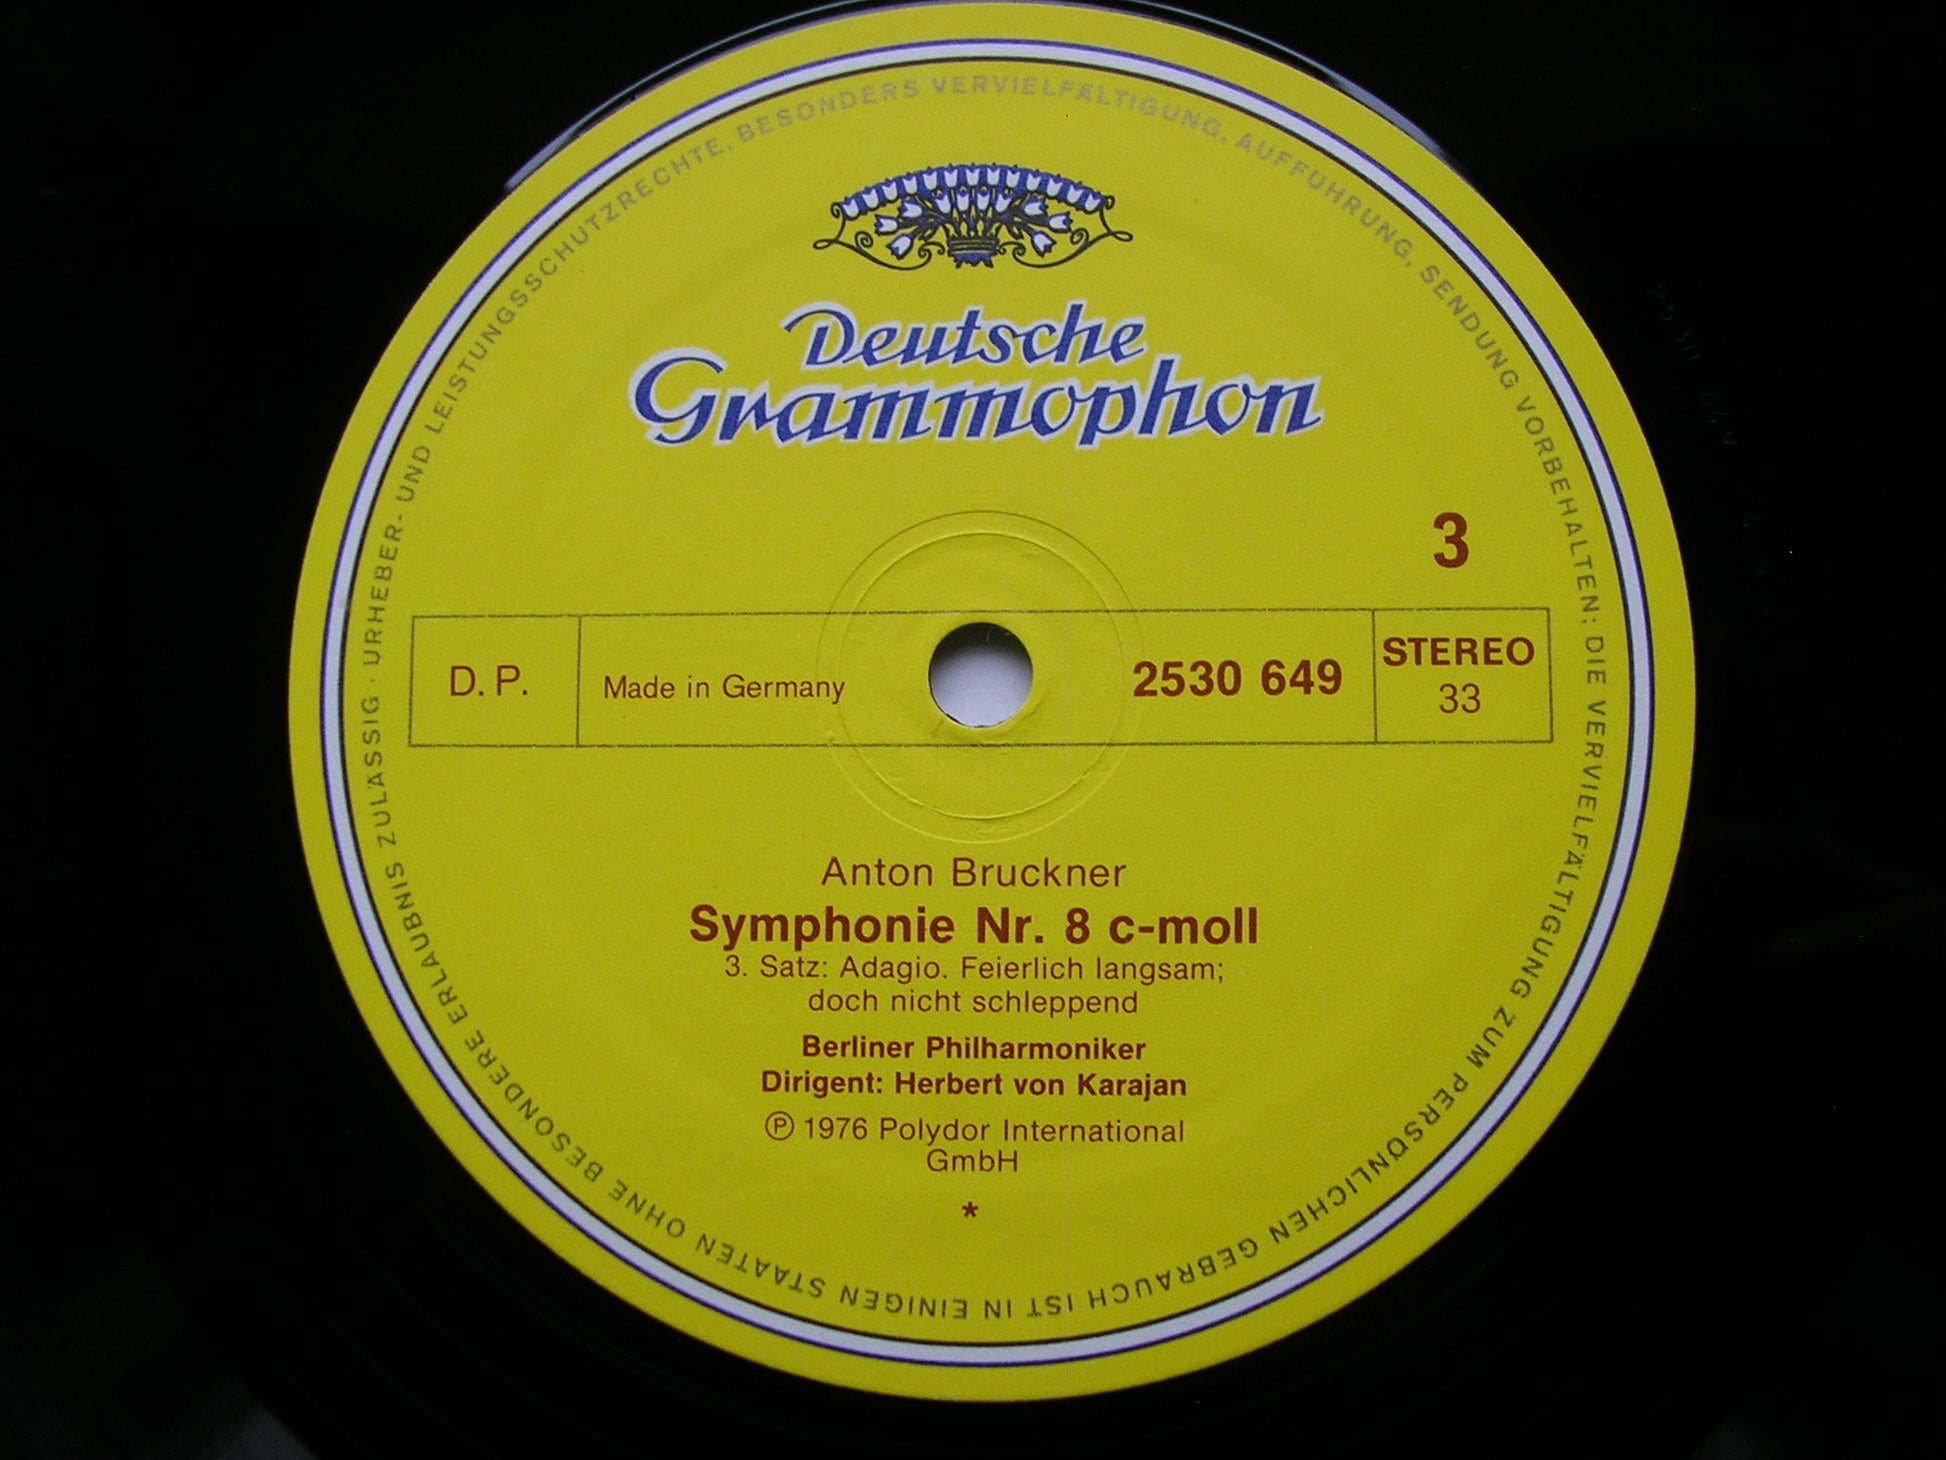 URHEBER- UND LEISTUNGSSCHUTZRECHTE, BESONDERS VERVIELFÄLTIGUNG, AUFFÜHRUNG, SENDUNG VORBEHALTEN; DIE VERVIELFÄLTIGUNG ZUM PERSÖNLICHEN GEBRAUCH IST IN EINIGEN STAATEN OHNE BESONDERE ERLAUBNIS ZULÄSSIG ·
Deutsche
Grammophon
3
D. P.
Made in Germany
2530 649
STEREO
33
Anton Bruckner
Symphonie Nr. 8 c-moll
3. Satz: Adagio. Feierlich langsam;
doch nicht schleppend
Berliner Philharmoniker
Dirigent: Herbert von Karajan
Ⓟ 1976 Polydor International
GmbH
*